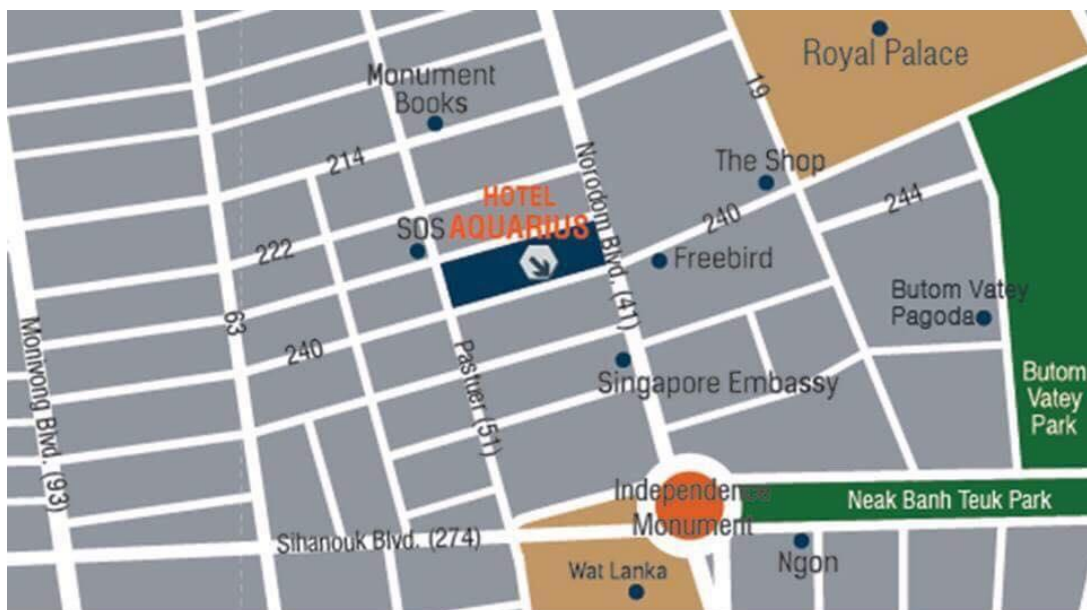 Royal Palace
Monument
Books
19
214
The Shop
Norodom Blvd. (41)
HOTEL
AQUARIUS
SOS
222
240
244
Freebird
Butom Vatey
Pagoda
63
240
Monivong Blvd. (93)
Pastuer (51)
Singapore Embassy
Butom
Vatey
Park
Independence
Monument
Neak Banh Teuk Park
Sihanouk Blvd. (274)
Ngon
Wat Lanka